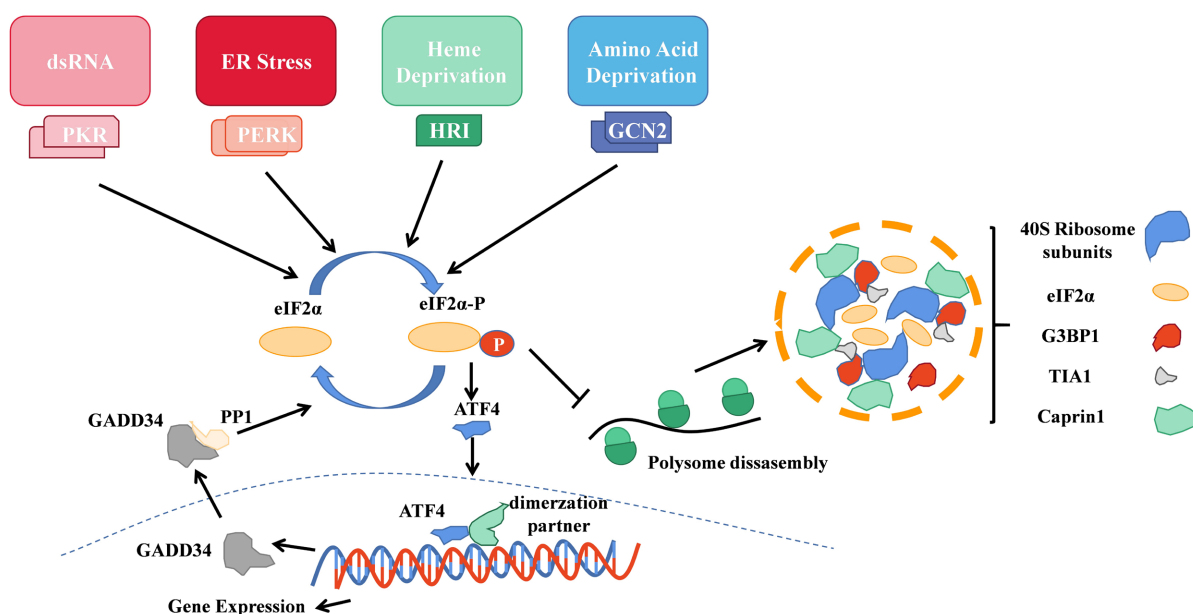 dsRNA
ER Stress
Heme
Deprivation
Amino Acid
Deprivation
PKR
PERK
HRI
GCN2
eIF2α
eIF2α-P
P
GADD34
PP1
ATF4
Polysome dissasembly
40S Ribosome
subunits
eIF2α
G3BP1
TIA1
Caprin1
ATF4
dimerzation
partner
GADD34
Gene Expression